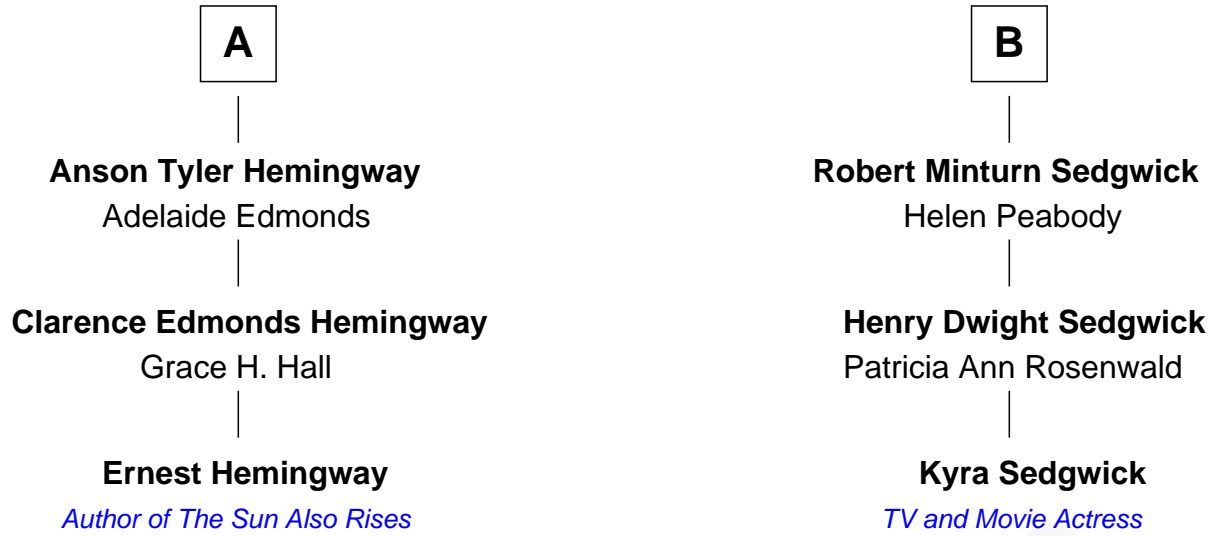 A
Anson Tyler Hemingway
Adelaide Edmonds
Clarence Edmonds Hemingway
Grace H. Hall
Ernest Hemingway
Author of The Sun Also Rises
B
Robert Minturn Sedgwick
Helen Peabody
Henry Dwight Sedgwick
Patricia Ann Rosenwald
Kyra Sedgwick
TV and Movie Actress